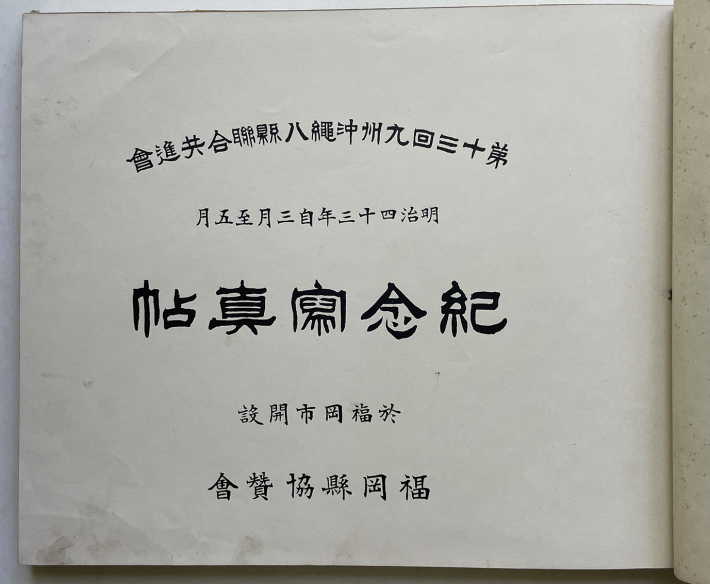 第十三回九州沖繩八縣聯合共進會
明治四十三年自三月至五月
紀念寫真帖
於福岡市開設
福岡縣協贊會